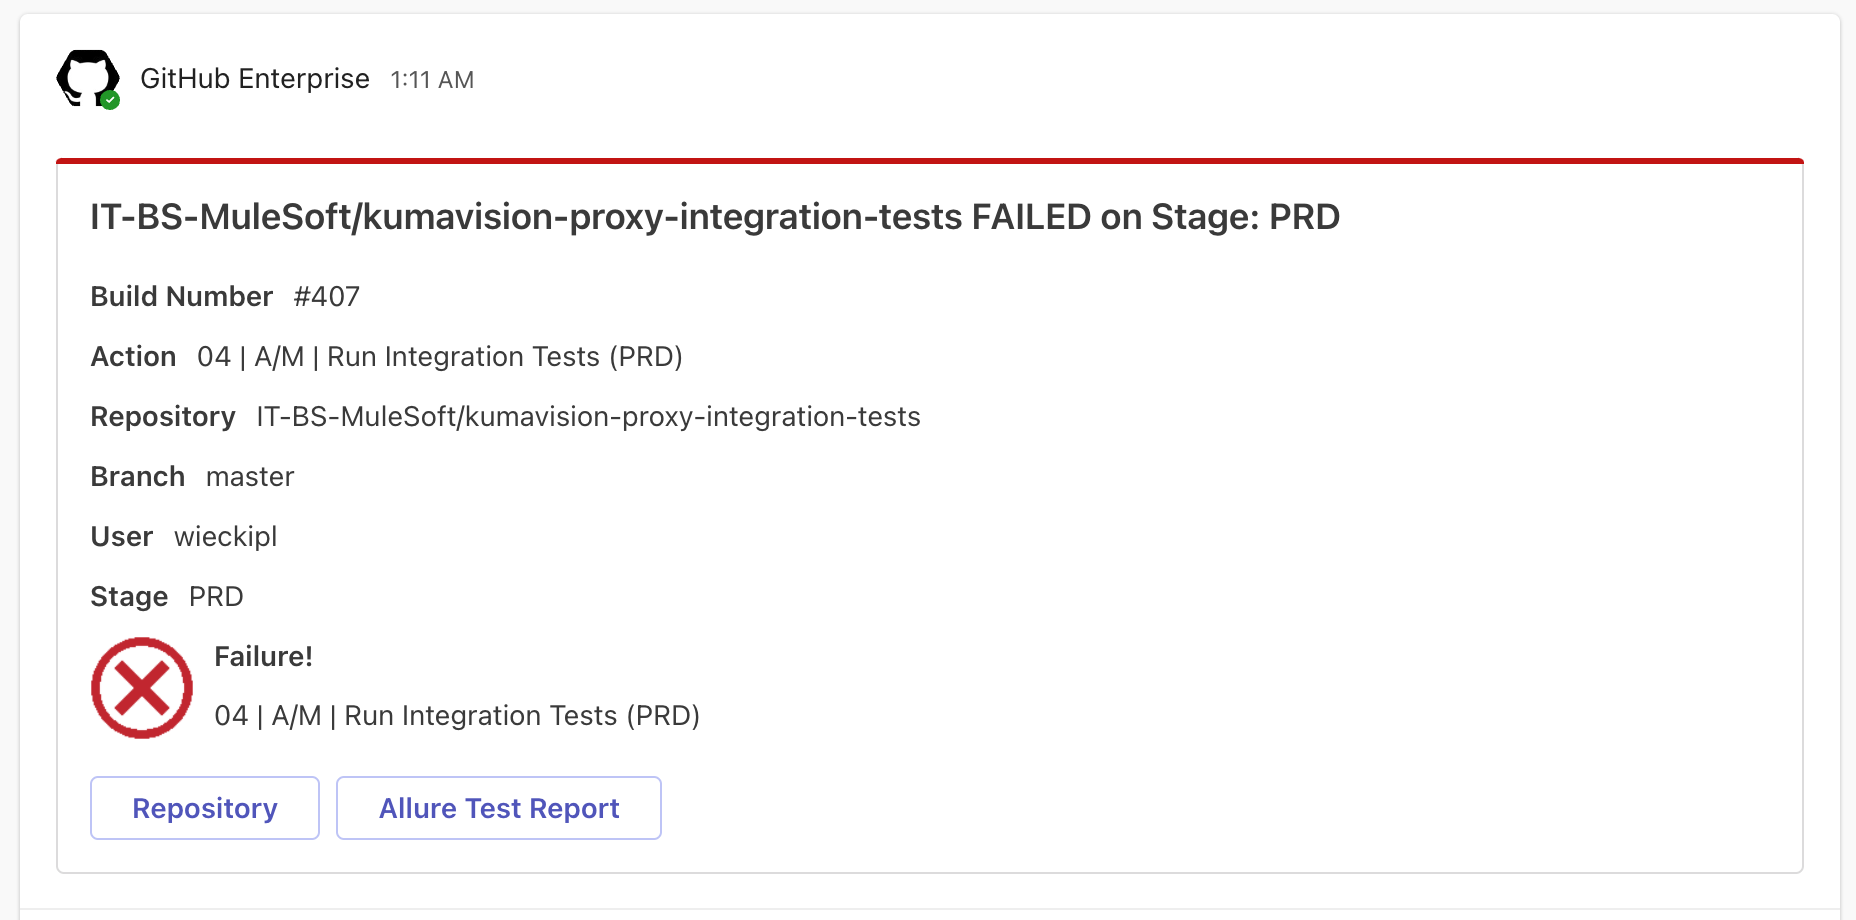 GitHub Enterprise 1:11 AM
IT-BS-MuleSoft/kumavision-proxy-integration-tests FAILED on Stage: PRD
Build Number #407
Action 04 | A/M | Run Integration Tests (PRD)
Repository IT-BS-MuleSoft/kumavision-proxy-integration-tests
Branch master
User wieckipl
Stage PRD
Failure!
04 | A/M | Run Integration Tests (PRD)
Repository Allure Test Report